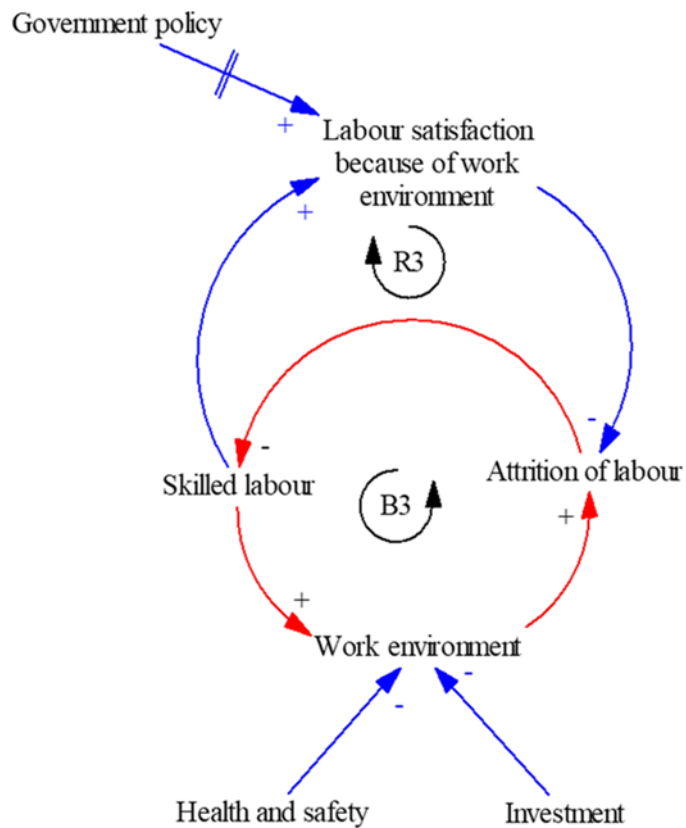 Government policy
+
Labour satisfaction
because of work
environment
+
R3
-
-
Skilled labour
Attrition of labour
B3
+
+
Work environment
-
-
Health and safety
Investment